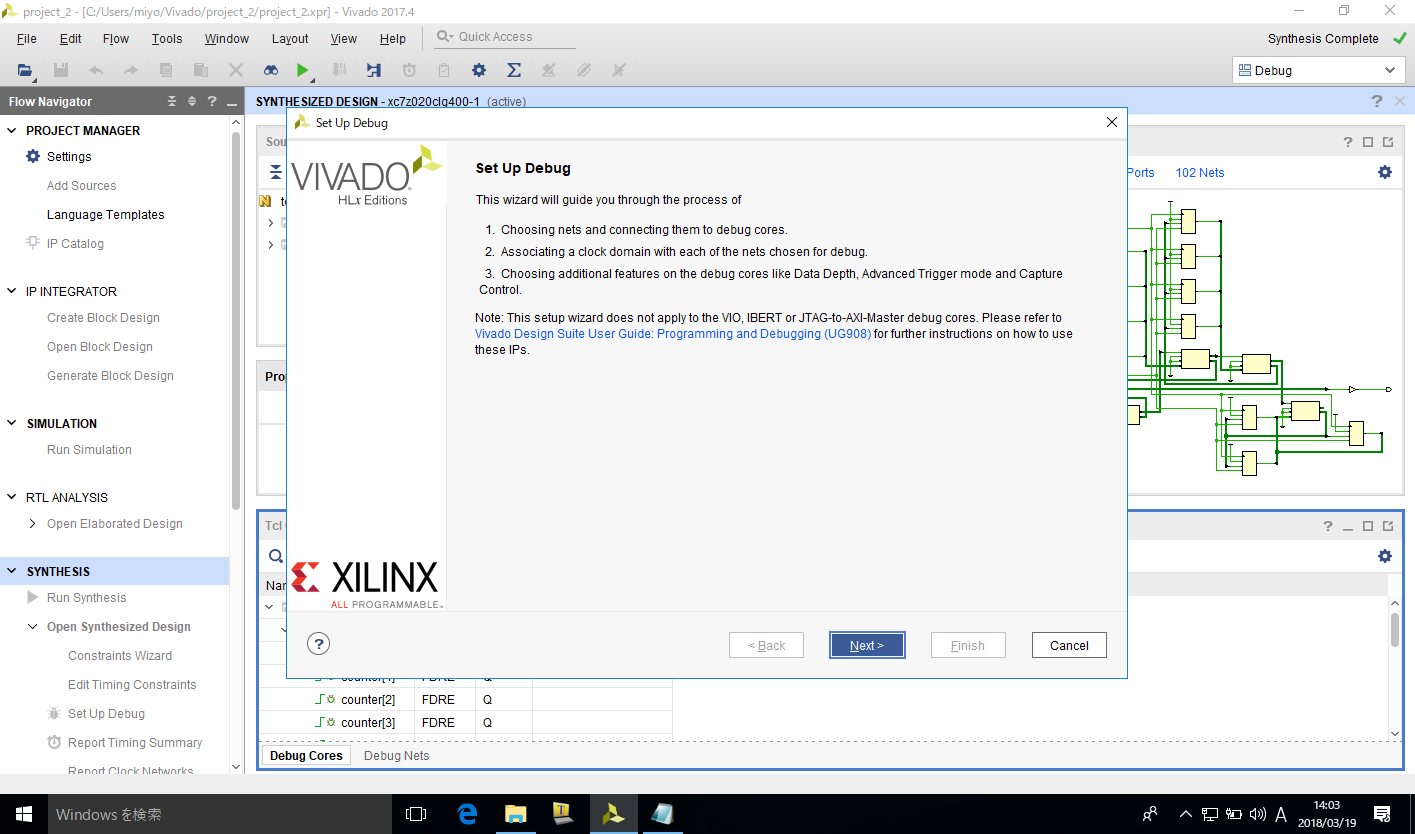 project_2 - [C:/Users/miyo/Vivado/project_2/project_2.xpr] - Vivado 2017.4
File Edit Flow Tools Window Layout View Help Quick Access Synthesis Complete
Debug
Flow Navigator
SYNTHESIZED DESIGN - xc7z020clg400-1 (active)
PROJECT MANAGER
Settings
Add Sources
Language Templates
IP Catalog
IP INTEGRATOR
Create Block Design
Open Block Design
Generate Block Design
SIMULATION
Run Simulation
RTL ANALYSIS
Open Elaborated Design
SYNTHESIS
Run Synthesis
Open Synthesized Design
Constraints Wizard
Edit Timing Constraints
Set Up Debug
Report Timing Summary
Report Clock Networks
Set Up Debug
VIVADO
HLx Editions
Set Up Debug
This wizard will guide you through the process of
1. Choosing nets and connecting them to debug cores.
2. Associating a clock domain with each of the nets chosen for debug.
3. Choosing additional features on the debug cores like Data Depth, Advanced Trigger mode and Capture
Control.
Note: This setup wizard does not apply to the VIO, IBERT or JTAG-to-AXI-Master debug cores. Please refer to
Vivado Design Suite User Guide: Programming and Debugging (UG908) for further instructions on how to use
these IPs.
XILINX
ALL PROGRAMMABLE
< Back Next > Finish Cancel
Ports 102 Nets
counter[1] FDRE Q
counter[2] FDRE Q
counter[3] FDRE Q
Debug Cores Debug Nets
Windows を検索
A
14:03
2018/03/19